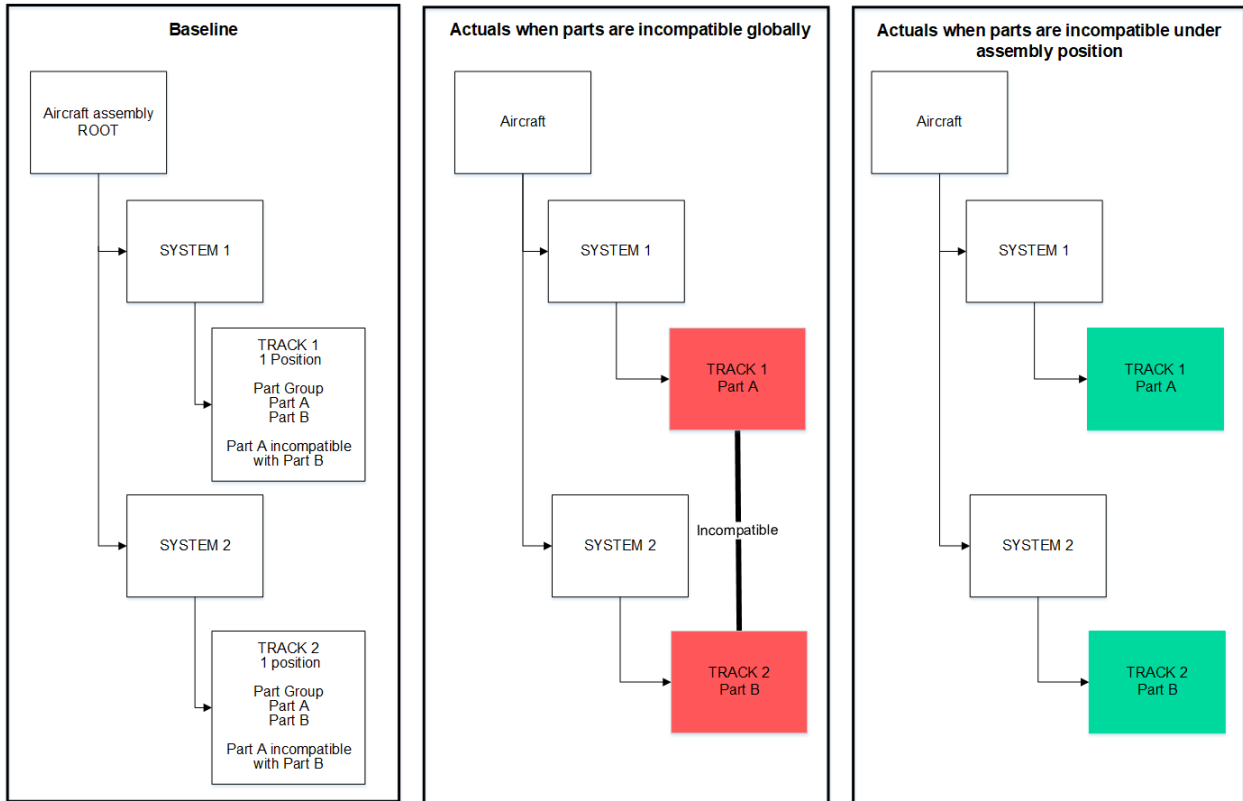 Baseline
Aircraft assembly
ROOT
SYSTEM 1
TRACK 1
1 Position
Part Group
Part A
Part B
Part A incompatible
with Part B
SYSTEM 2
TRACK 2
1 position
Part Group
Part A
Part B
Part A incompatible
with Part B
Actuals when parts are incompatible globally
Aircraft
SYSTEM 1
TRACK 1
Part A
Incompatible
SYSTEM 2
TRACK 2
Part B
Actuals when parts are incompatible under
assembly position
Aircraft
SYSTEM 1
TRACK 1
Part A
SYSTEM 2
TRACK 2
Part B